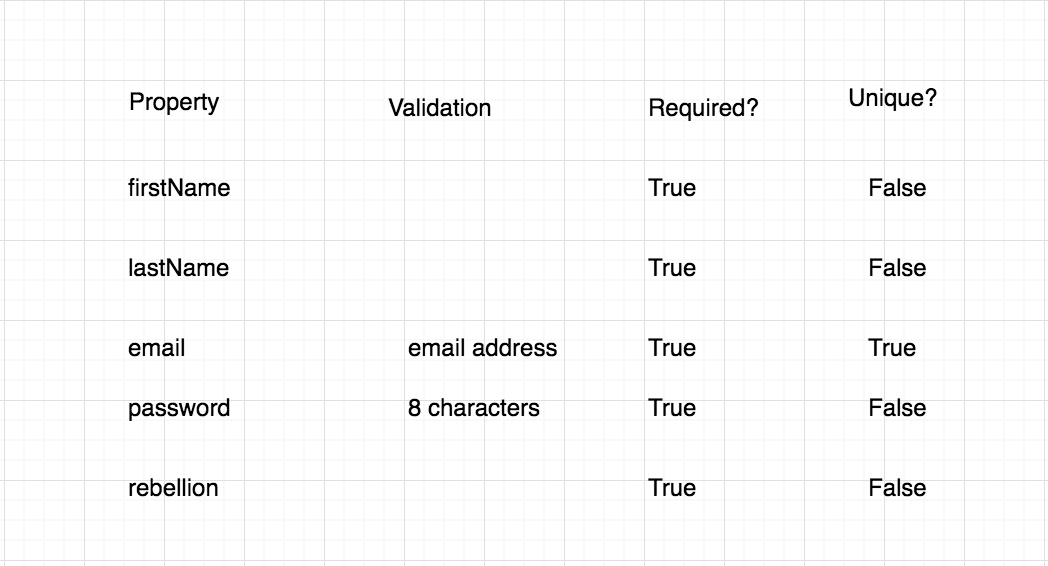 Property Validation Required? Unique?
firstName True False
lastName True False
email email address True True
password 8 characters True False
rebellion True False